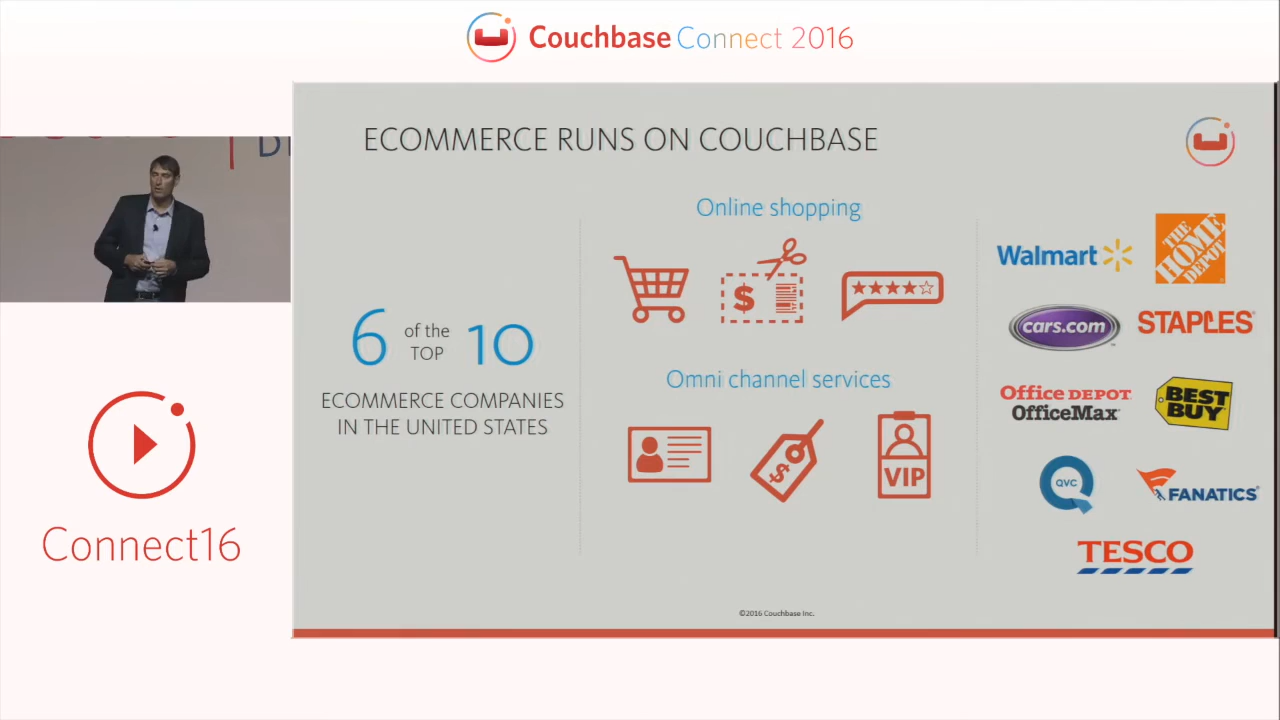 Couchbase Connect 2016
ECOMMERCE RUNS ON COUCHBASE
6 of the TOP 10
ECOMMERCE COMPANIES
IN THE UNITED STATES
Online shopping
$
Omni channel services
$
VIP
Walmart
THE
HOME
DEPOT
cars.com
STAPLES
Office DEPOT
OfficeMax
BEST
BUY
QVC
FANATICS
TESCO
©2016 Couchbase Inc.
Connect16